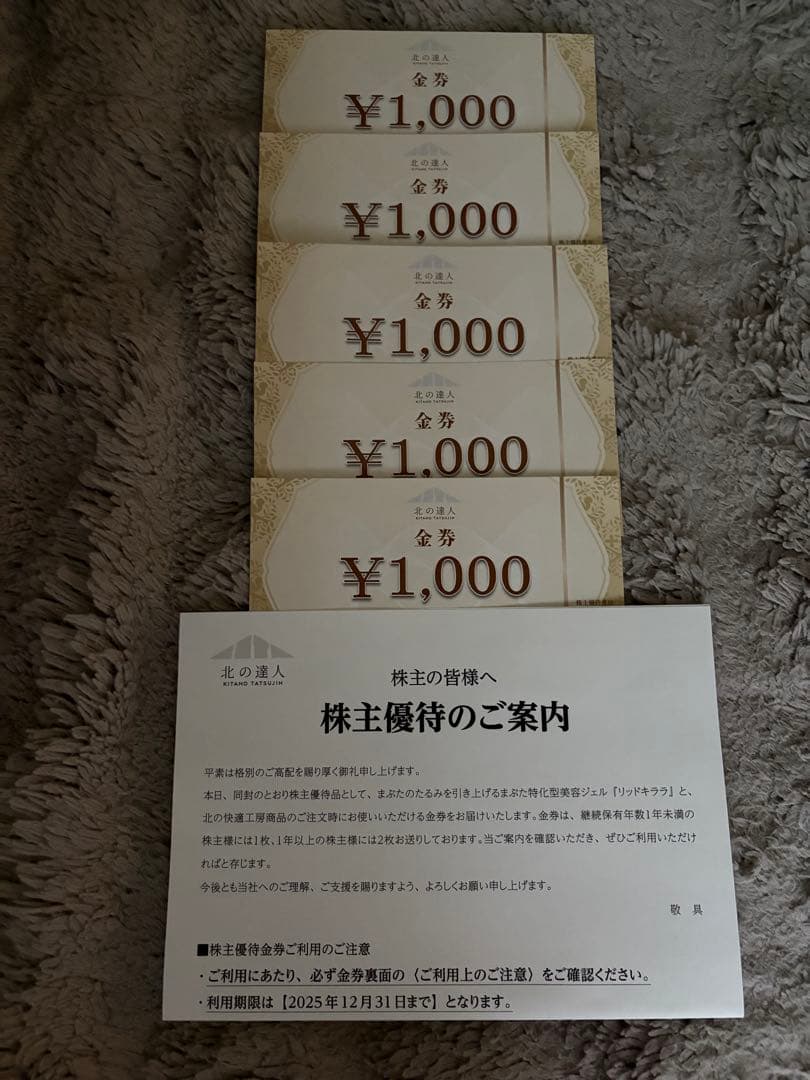 北の達人
KITANO TATSUJIN
金券
¥1,000
北の達人
KITANO TATSUJIN
金券
¥1,000
北の達人
KITANO TATSUJIN
金券
¥1,000
北の達人
KITANO TATSUJIN
金券
¥1,000
北の達人
KITANO TATSUJIN
金券
¥1,000
北の達人
KITANO TATSUJIN
株主の皆様へ
株主優待のご案内
平素は格別のご高配を賜り厚く御礼申し上げます。
本日、同封のとおり株主優待品として、まぶたのたるみを引き上げるまぶた特化型美容ジェル『リッドキララ』と、
北の快適工房商品のご注文時にお使いいただける金券をお届けいたします。金券は、継続保有年数1年未満の
株主様には1枚、1年以上の株主様には2枚お送りしております。当ご案内を確認いただき、ぜひご利用いただけ
ればと存じます。
今後とも当社へのご理解、ご支援を賜りますよう、よろしくお願い申し上げます。
敬具
■株主優待金券ご利用のご注意
・ご利用にあたり、必ず金券裏面の〈ご利用上のご注意〉をご確認ください。
・利用期限は【2025年12月31日まで】となります。